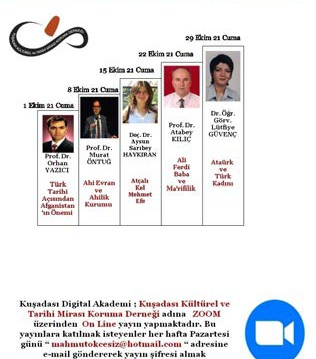 29 Ekim 21 Cuma
22 Ekim 21 Cuma
15 Ekim 21 Cuma
8 Ekim 21 Cuma
1 Ekim 21 Cuma
Prof. Dr.
Orhan
YAZICI
Türk
Tarihi
Açısından
Afganistan
'ın Önemi
Prof. Dr.
Murat
ÖNTUĞ
Ahi Evran
ve
Ahilik
Kurumu
Doç. Dr.
Aysun
Sarıbey
HAYKIRAN
Atçalı
Kel
Mehmet
Efe
Prof. Dr.
Atabey
KILIÇ
Ali
Ferdi
Baba
ve
Ma'rifilik
Dr. Öğr.
Görv.
Lütfiye
GÜVENÇ
Atatürk
ve
Türk
Kadını
Kuşadası Digital Akademi ; Kuşadası Kültürel ve
Tarihi Mirası Koruma Derneği adına ZOOM
üzerinden On Line yayın yapmaktadır. Bu
yayınlara katılmak isteyenler her hafta Pazartesi
günü " mahmutokcesiz@hotmail.com " adresine
e-mail göndererek yayın şifresi almak